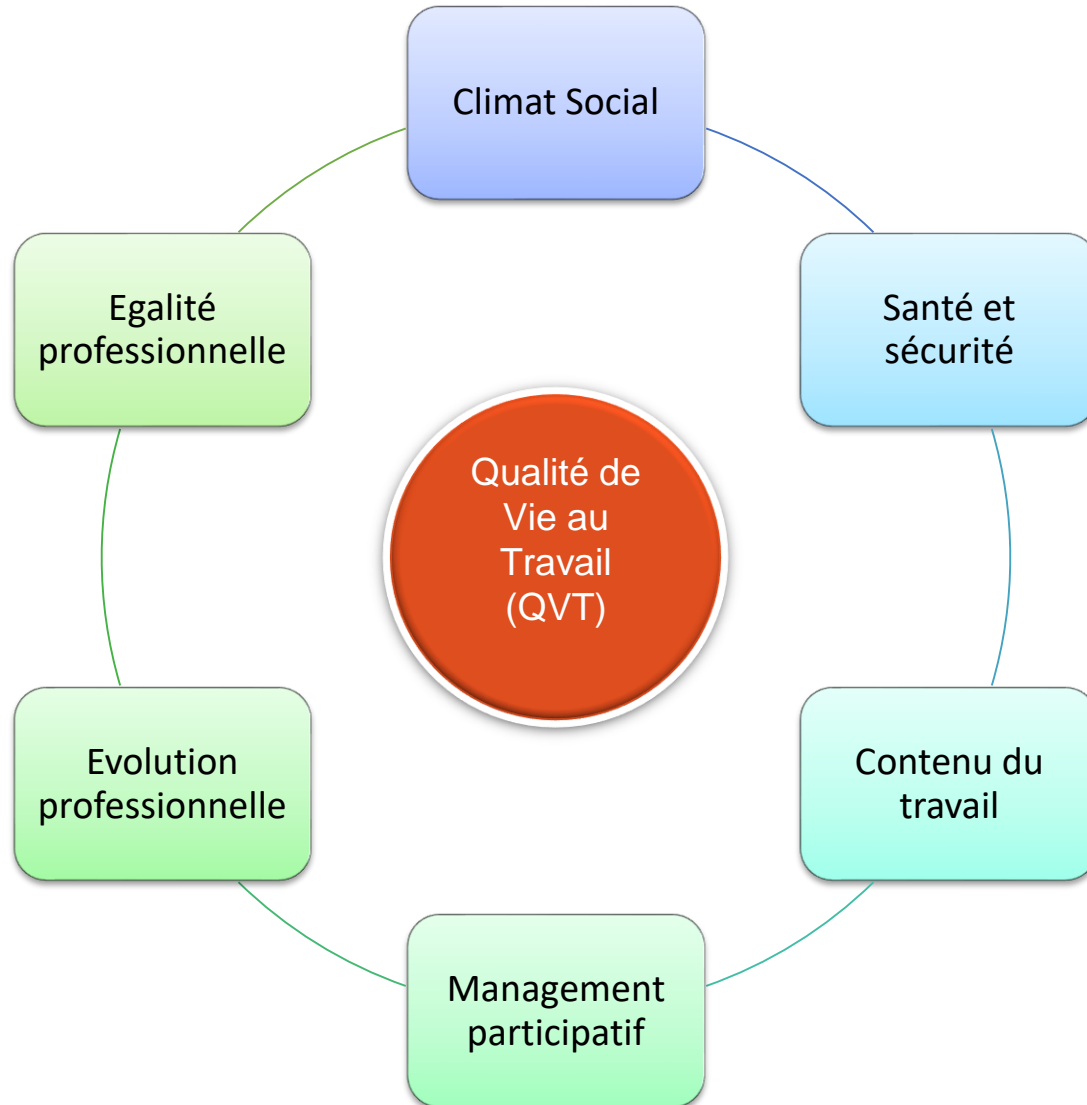 Climat Social
Santé et
sécurité
Contenu du
travail
Management
participatif
Evolution
professionnelle
Egalité
professionnelle
Qualité de
Vie au
Travail
(QVT)